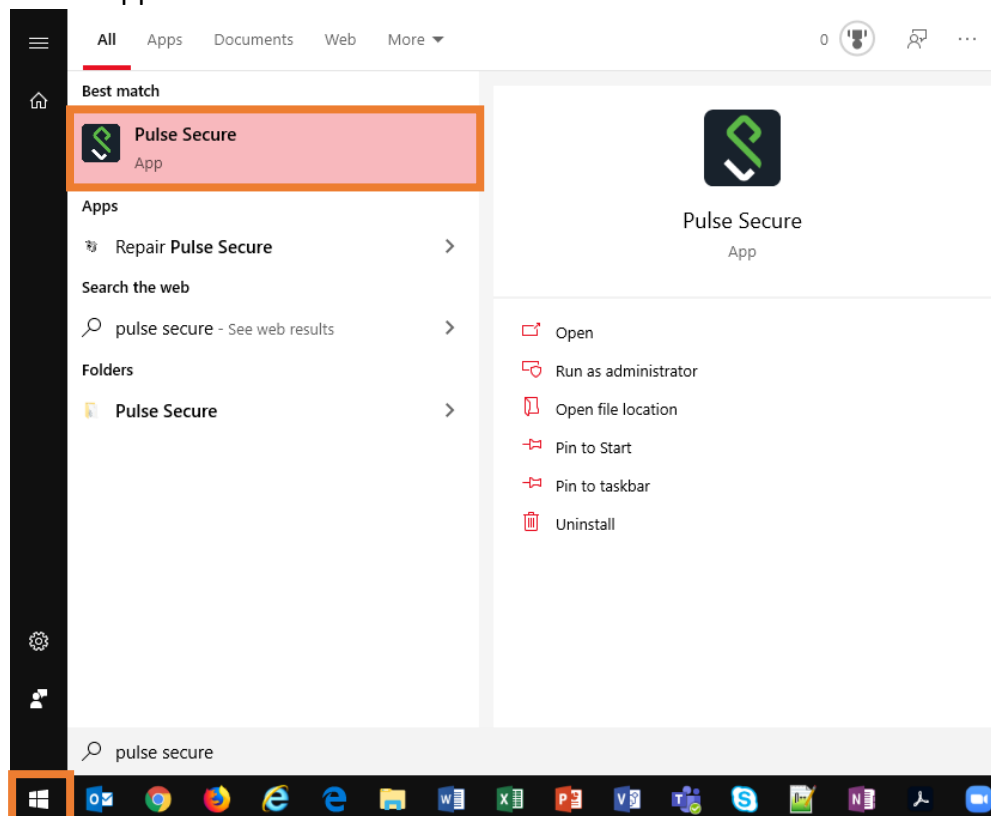 All Apps Documents Web More 0 ...
Best match
Pulse Secure
App
Apps
Repair Pulse Secure
Search the web
pulse secure - See web results
Folders
Pulse Secure
Pulse Secure
App
Open
Run as administrator
Open file location
Pin to Start
Pin to taskbar
Uninstall
pulse secure